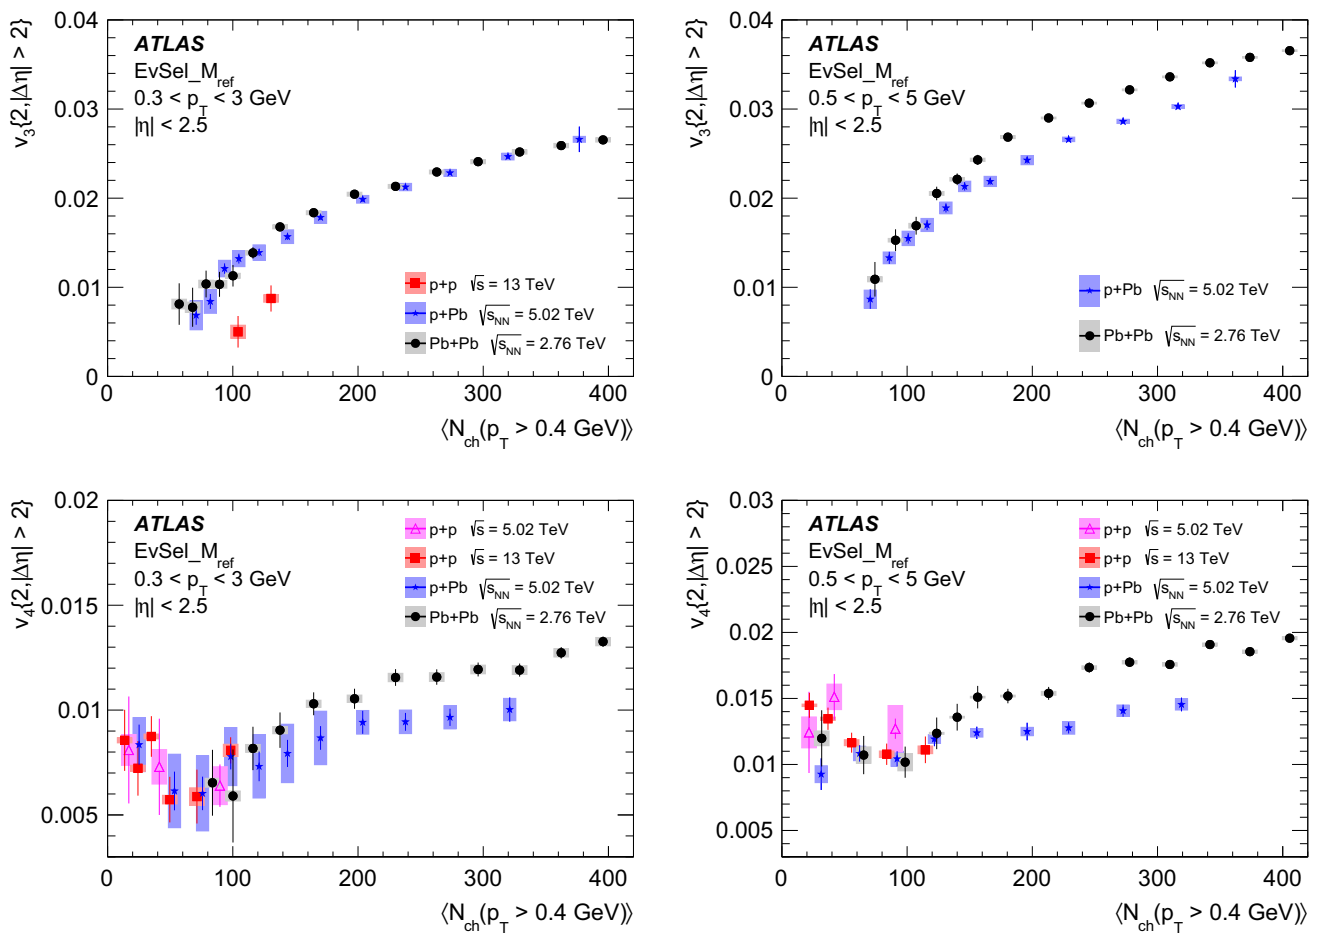 v3{2,|Δη| > 2}
0.04
0.03
0.02
0.01
0
ATLAS
EvSel_Mref
0.3 < pT < 3 GeV
|η| < 2.5
p+p √s = 13 TeV
p+Pb √sNN = 5.02 TeV
Pb+Pb √sNN = 2.76 TeV
0 100 200 300 400
⟨Nch(pT > 0.4 GeV)⟩
v3{2,|Δη| > 2}
0.04
0.03
0.02
0.01
0
ATLAS
EvSel_Mref
0.5 < pT < 5 GeV
|η| < 2.5
p+Pb √sNN = 5.02 TeV
Pb+Pb √sNN = 2.76 TeV
0 100 200 300 400
⟨Nch(pT > 0.4 GeV)⟩
v4{2,|Δη| > 2}
0.02
0.015
0.01
0.005
ATLAS
EvSel_Mref
0.3 < pT < 3 GeV
|η| < 2.5
p+p √s = 5.02 TeV
p+p √s = 13 TeV
p+Pb √sNN = 5.02 TeV
Pb+Pb √sNN = 2.76 TeV
0 100 200 300 400
⟨Nch(pT > 0.4 GeV)⟩
v4{2,|Δη| > 2}
0.03
0.025
0.02
0.015
0.01
0.005
ATLAS
EvSel_Mref
0.5 < pT < 5 GeV
|η| < 2.5
p+p √s = 5.02 TeV
p+p √s = 13 TeV
p+Pb √sNN = 5.02 TeV
Pb+Pb √sNN = 2.76 TeV
0 100 200 300 400
⟨Nch(pT > 0.4 GeV)⟩